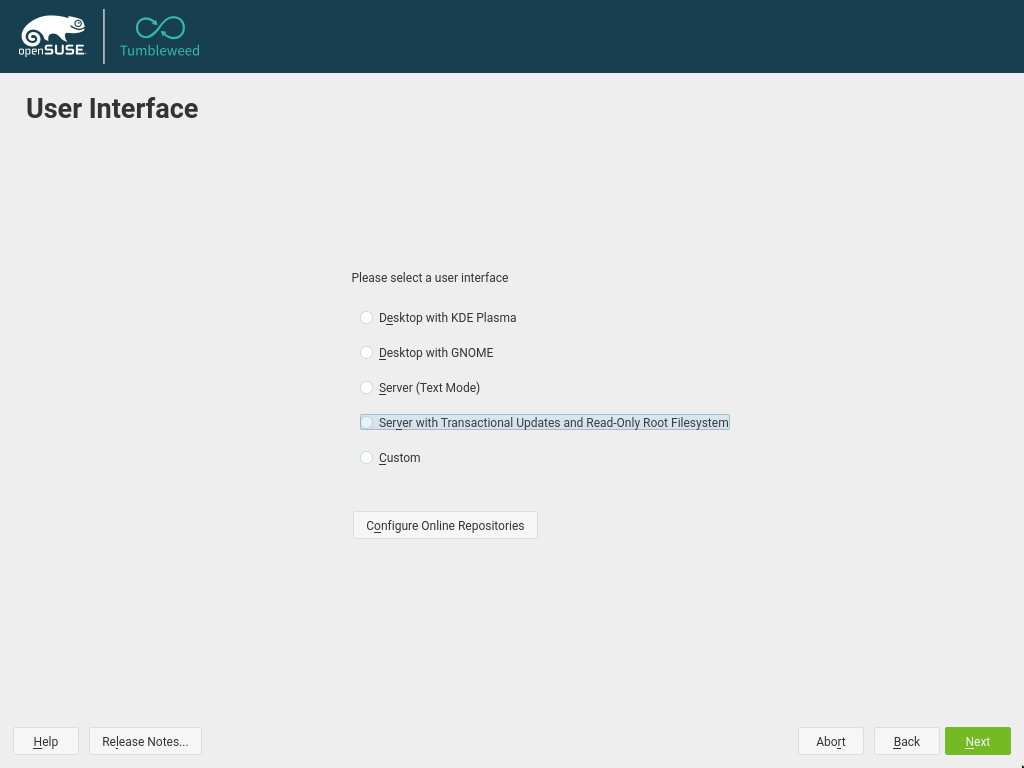 openSUSE
Tumbleweed
User Interface
Please select a user interface
Desktop with KDE Plasma
Desktop with GNOME
Server (Text Mode)
Server with Transactional Updates and Read-Only Root Filesystem
Custom
Configure Online Repositories
Help Release Notes... Abort Back Next